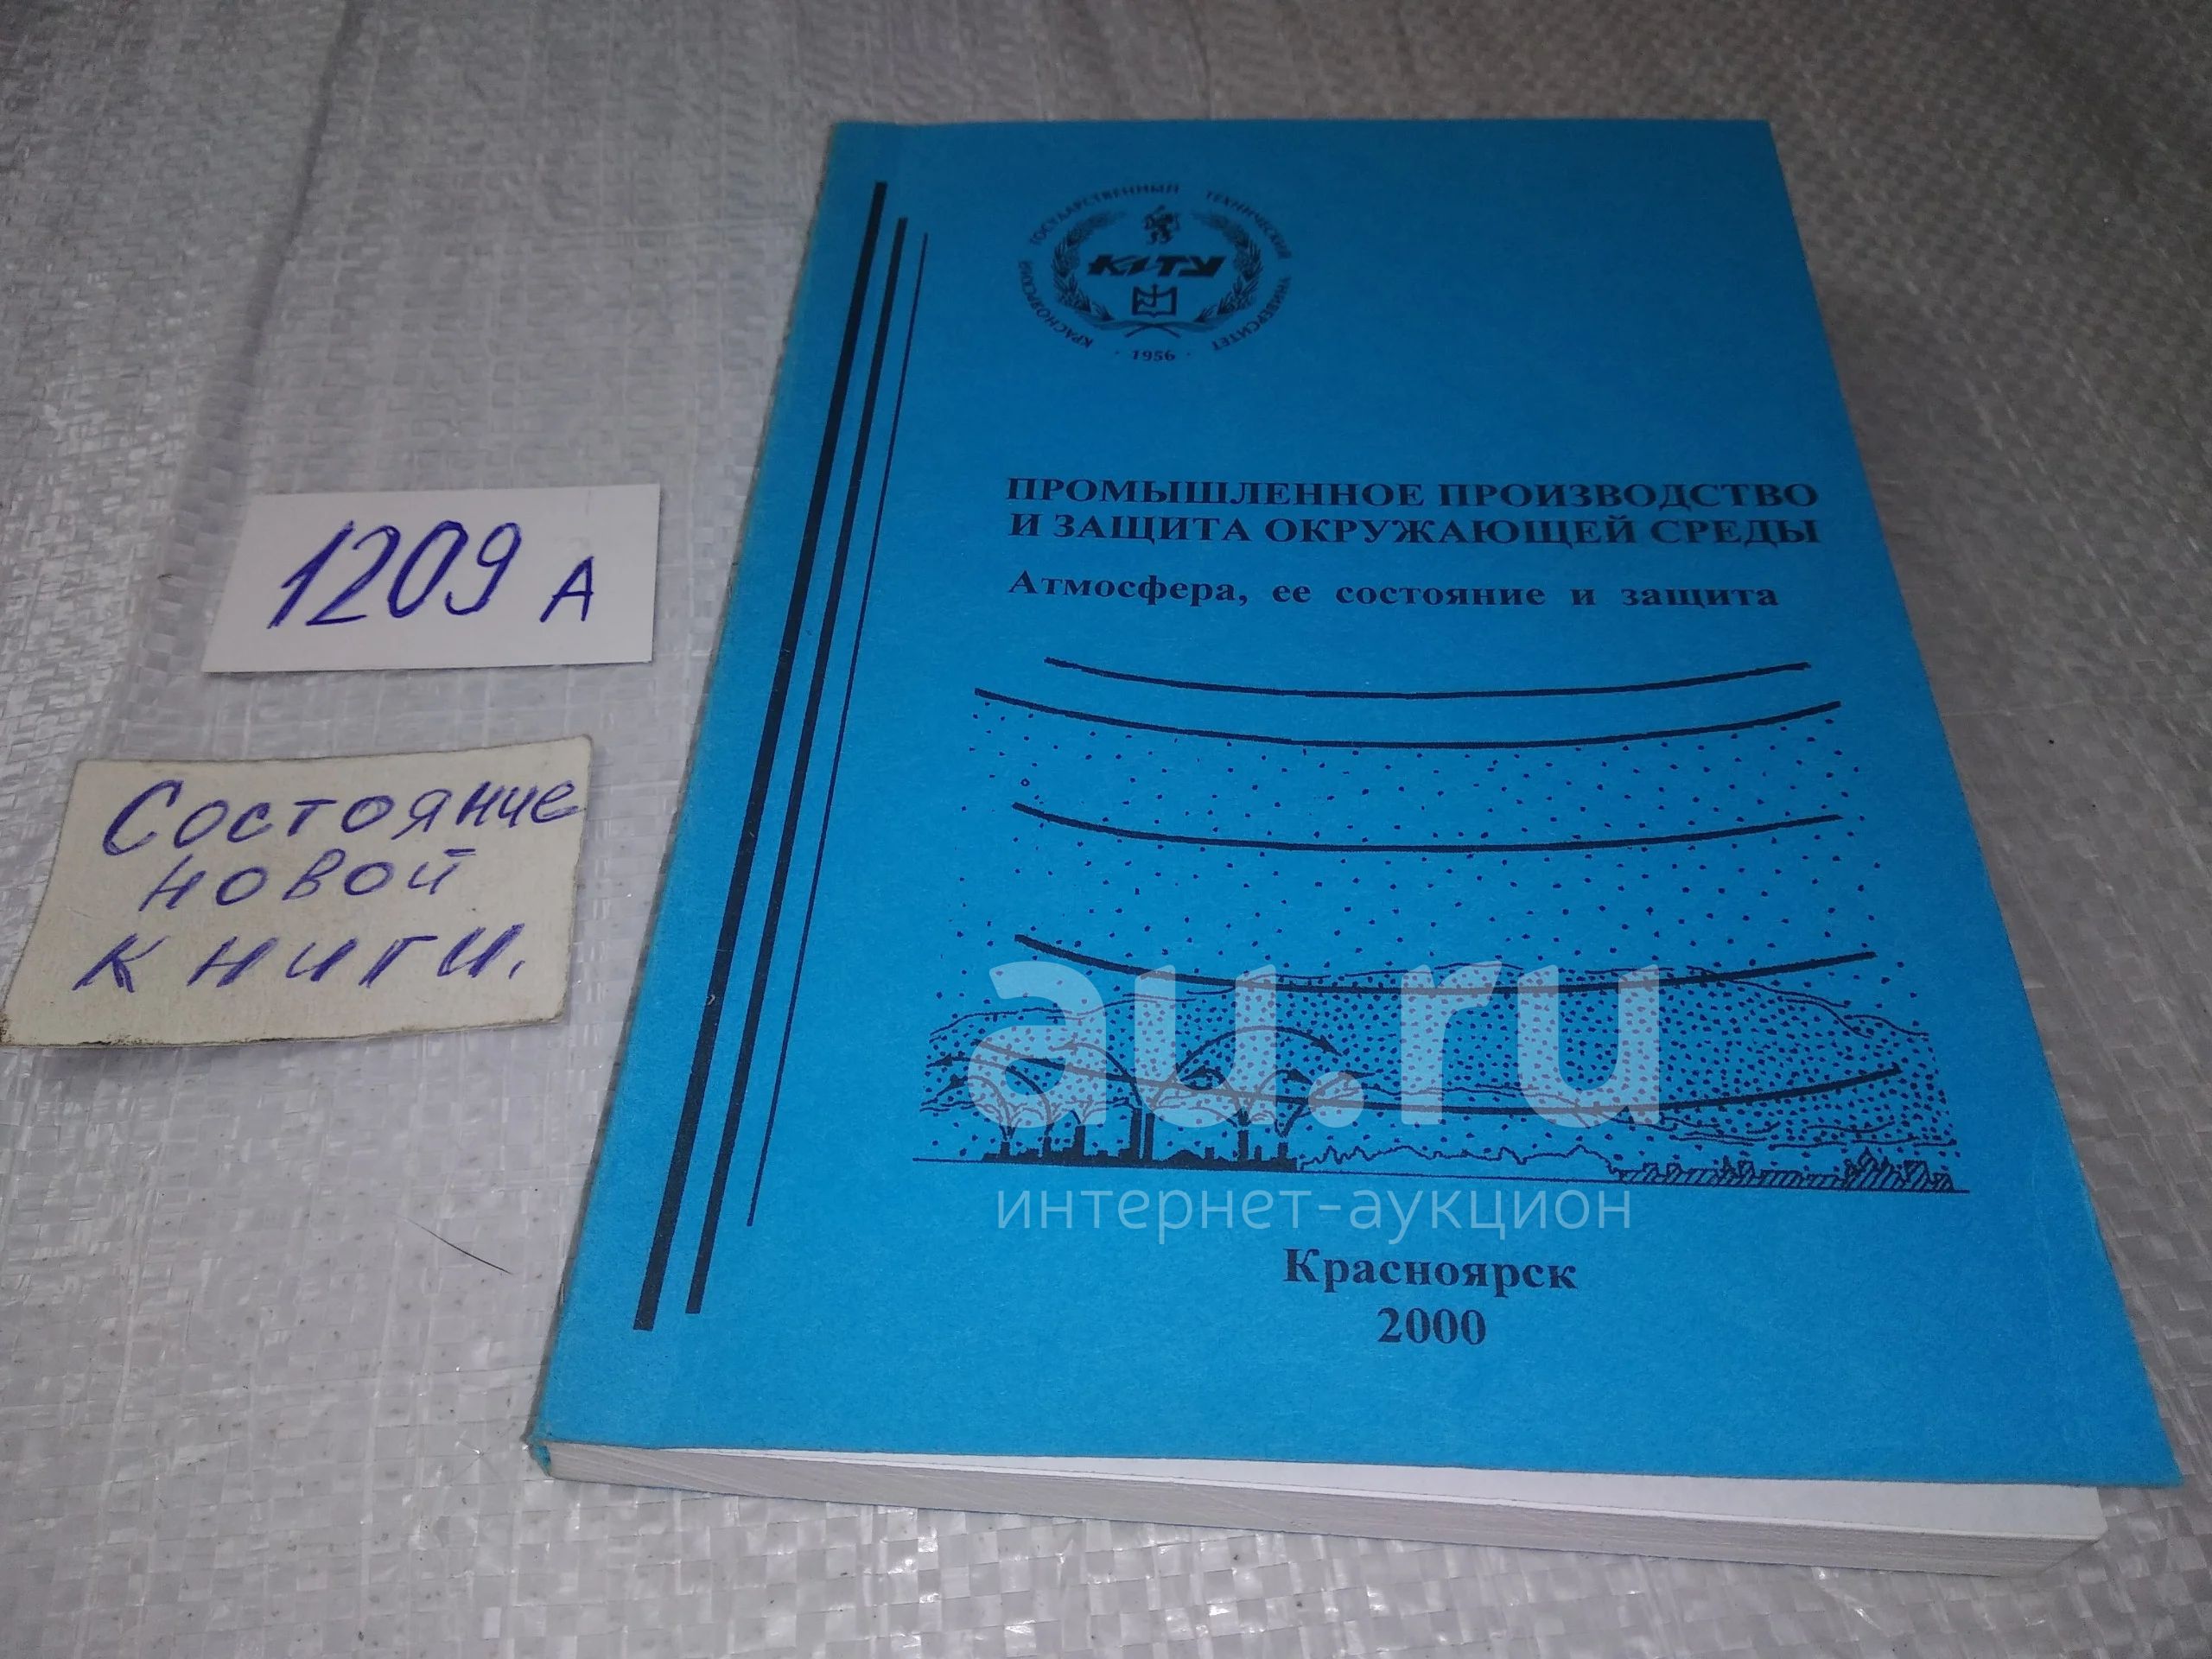 КРАСНОЯРСКИЙ ГОСУДАРСТВЕННЫЙ ТЕХНИЧЕСКИЙ УНИВЕРСИТЕТ
КГТУ
· 1956 ·
ПРОМЫШЛЕННОЕ ПРОИЗВОДСТВО
И ЗАЩИТА ОКРУЖАЮЩЕЙ СРЕДЫ
Атмосфера, ее состояние и защита
1209 А
Состояние
новой
книги.
au.ru
интернет-аукцион
Красноярск
2000